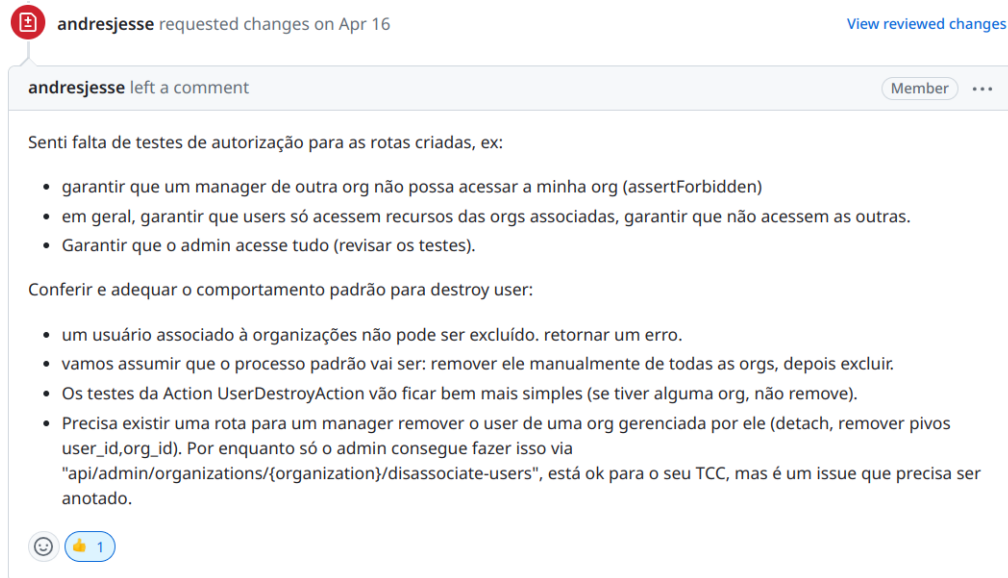 andresjesse requested changes on Apr 16
View reviewed changes
andresjesse left a comment
Member
Senti falta de testes de autorização para as rotas criadas, ex:
garantir que um manager de outra org não possa acessar a minha org (assertForbidden)
em geral, garantir que users só acessem recursos das orgs associadas, garantir que não acessem as outras.
Garantir que o admin acesse tudo (revisar os testes).
Conferir e adequar o comportamento padrão para destroy user:
um usuário associado à organizações não pode ser excluído. retornar um erro.
vamos assumir que o processo padrão vai ser: remover ele manualmente de todas as orgs, depois excluir.
Os testes da Action UserDestroyAction vão ficar bem mais simples (se tiver alguma org, não remove).
Precisa existir uma rota para um manager remover o user de uma org gerenciada por ele (detach, remover pivos
user_id,org_id). Por enquanto só o admin consegue fazer isso via
"api/admin/organizations/{organization}/disassociate-users", está ok para o seu TCC, mas é um issue que precisa ser
anotado.
👍 1